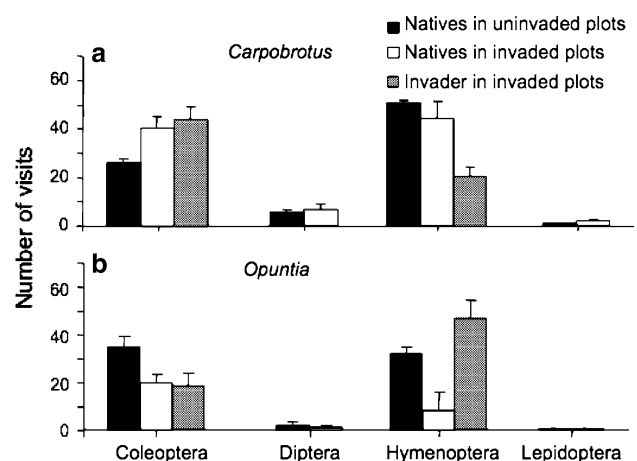 Natives in uninvaded plots
Natives in invaded plots
Invader in invaded plots
a
Carpobrotus
60
40
20
0
Number of visits
b
Opuntia
60
40
20
0
Coleoptera
Diptera
Hymenoptera
Lepidoptera